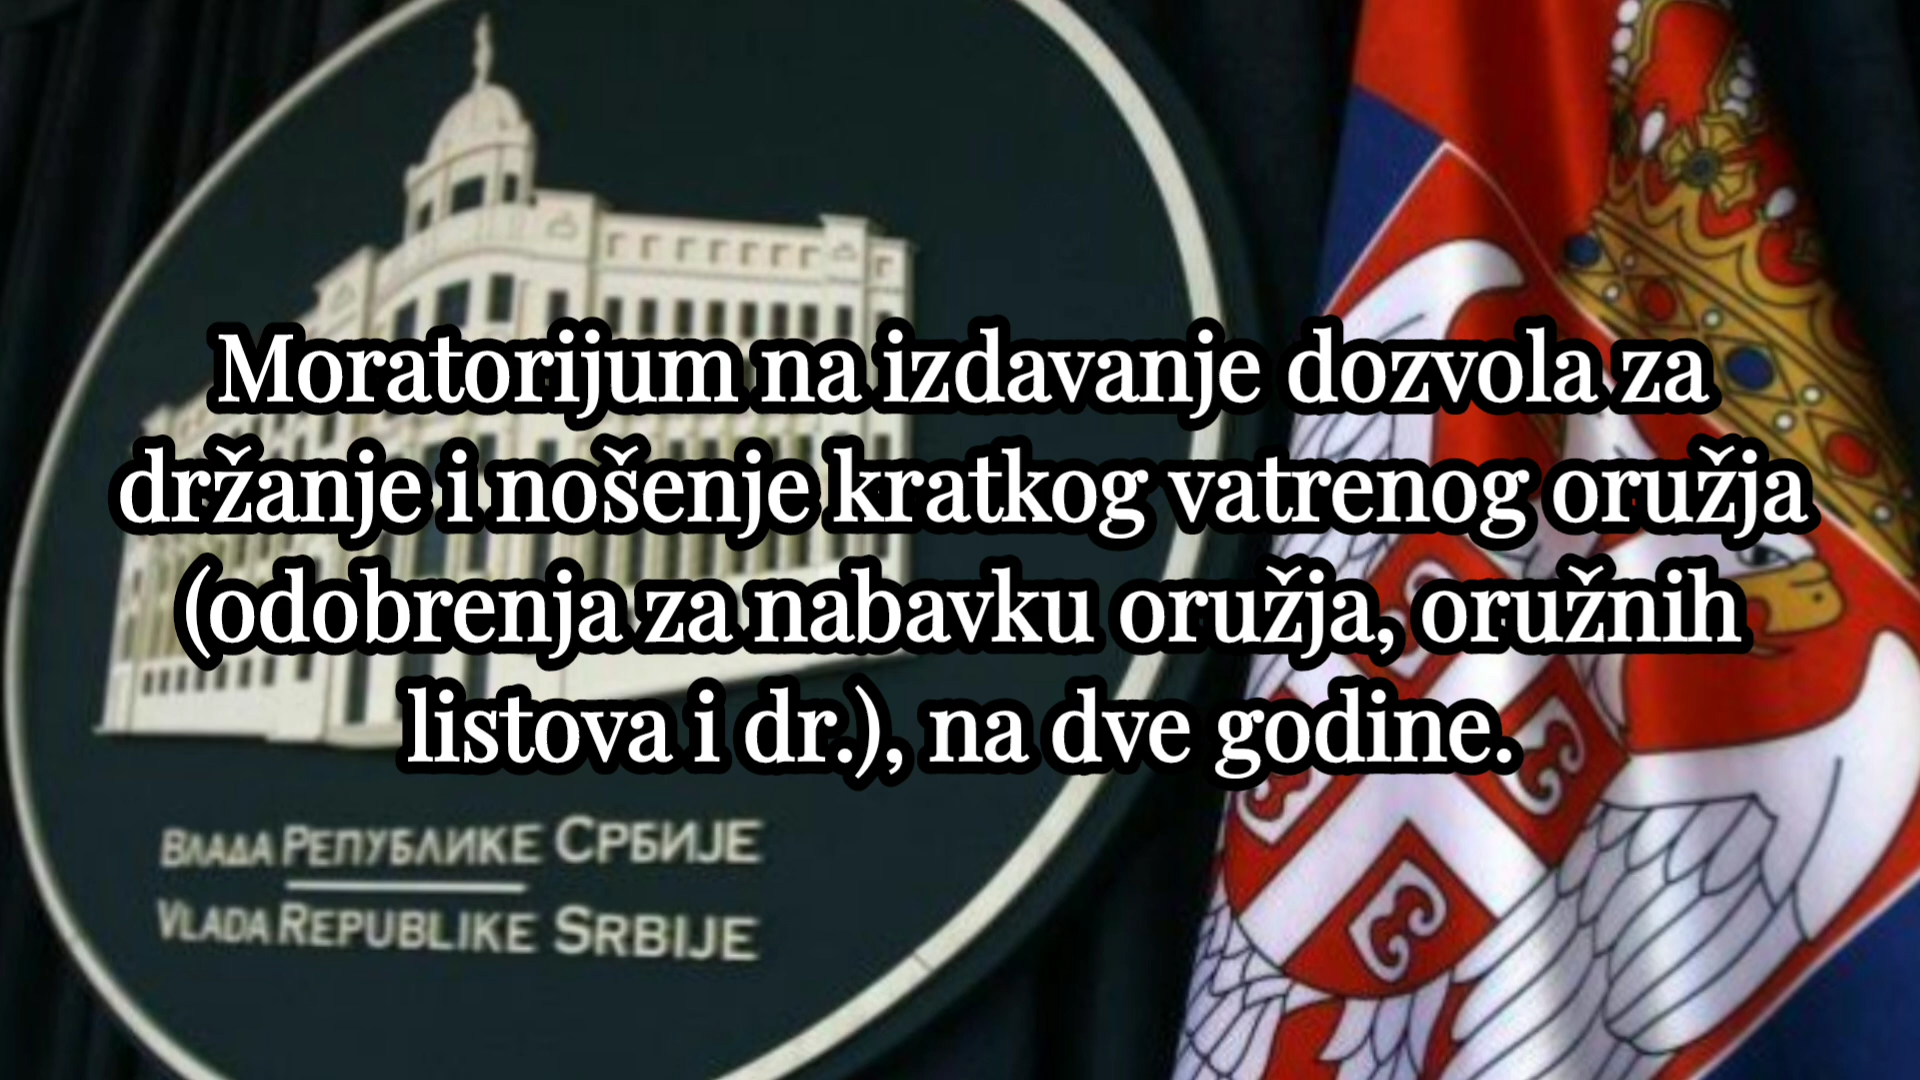 Moratorijum na izdavanje dozvola za
držanje i nošenje kratkog vatrenog oružja
(odobrenja za nabavku oružja, oružnih
listova i dr.), na dve godine.
Влада Републике Србије
Vlada Republike Srbije